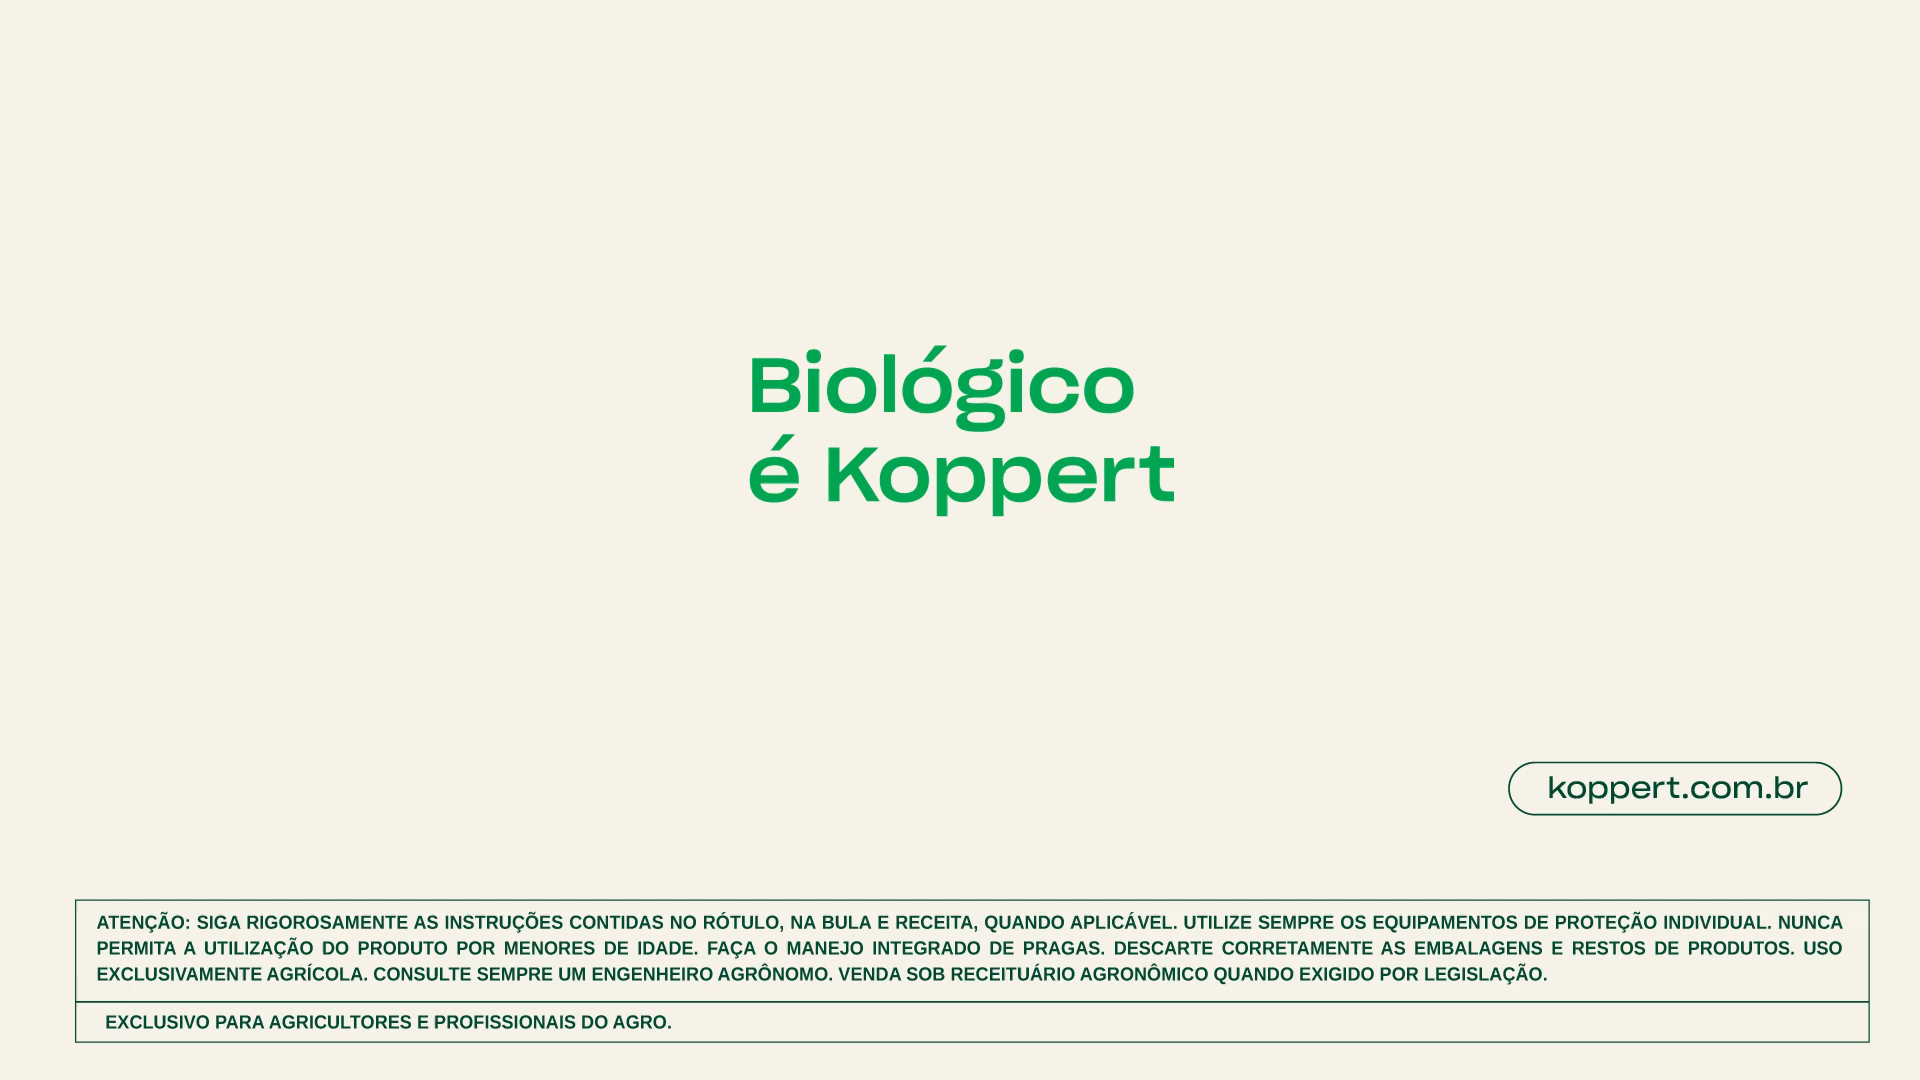 Biológico
é Koppert
koppert.com.br
ATENÇÃO: SIGA RIGOROSAMENTE AS INSTRUÇÕES CONTIDAS NO RÓTULO, NA BULA E RECEITA, QUANDO APLICÁVEL. UTILIZE SEMPRE OS EQUIPAMENTOS DE PROTEÇÃO INDIVIDUAL. NUNCA
PERMITA A UTILIZAÇÃO DO PRODUTO POR MENORES DE IDADE. FAÇA O MANEJO INTEGRADO DE PRAGAS. DESCARTE CORRETAMENTE AS EMBALAGENS E RESTOS DE PRODUTOS. USO
EXCLUSIVAMENTE AGRÍCOLA. CONSULTE SEMPRE UM ENGENHEIRO AGRÔNOMO. VENDA SOB RECEITUÁRIO AGRONÔMICO QUANDO EXIGIDO POR LEGISLAÇÃO.
EXCLUSIVO PARA AGRICULTORES E PROFISSIONAIS DO AGRO.